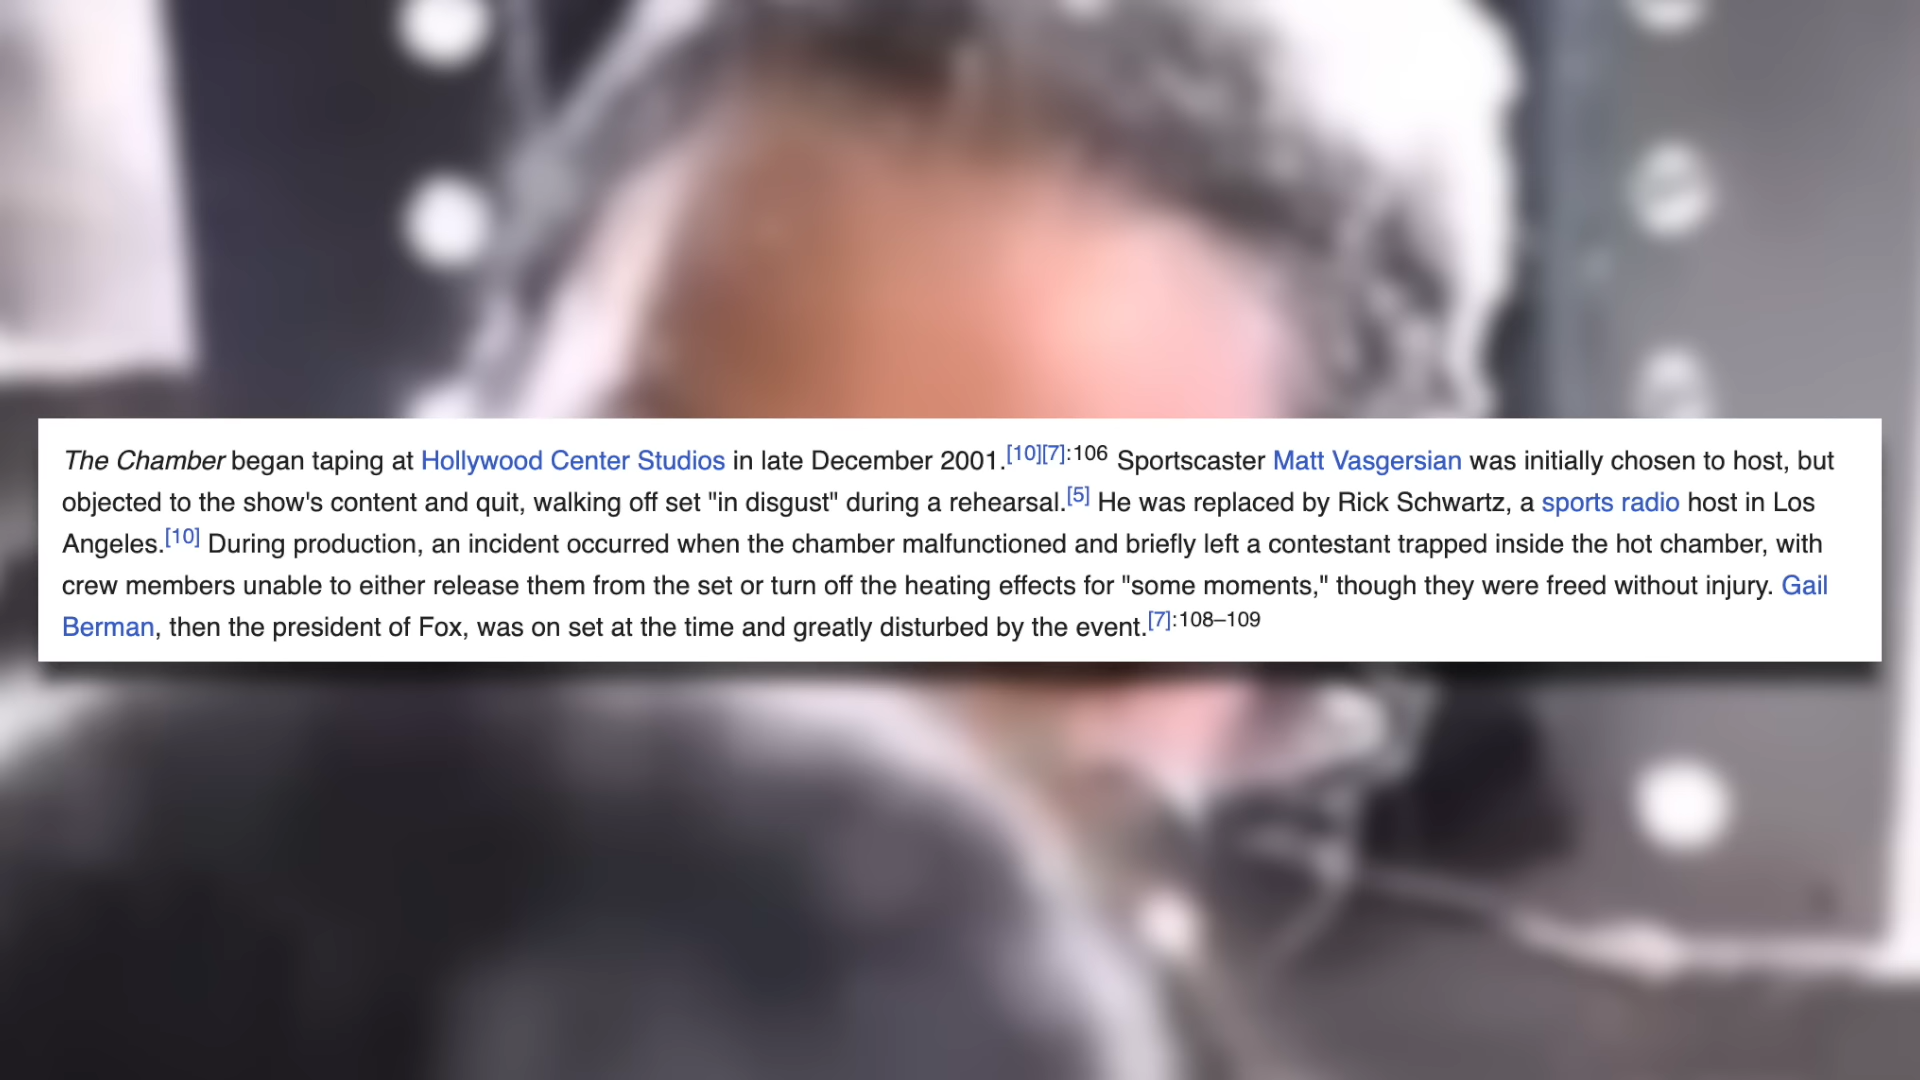 The Chamber began taping at Hollywood Center Studios in late December 2001.[10][7]:106 Sportscaster Matt Vasgersian was initially chosen to host, but
objected to the show's content and quit, walking off set "in disgust" during a rehearsal.[5] He was replaced by Rick Schwartz, a sports radio host in Los
Angeles.[10] During production, an incident occurred when the chamber malfunctioned and briefly left a contestant trapped inside the hot chamber, with
crew members unable to either release them from the set or turn off the heating effects for "some moments," though they were freed without injury. Gail
Berman, then the president of Fox, was on set at the time and greatly disturbed by the event.[7]:108–109